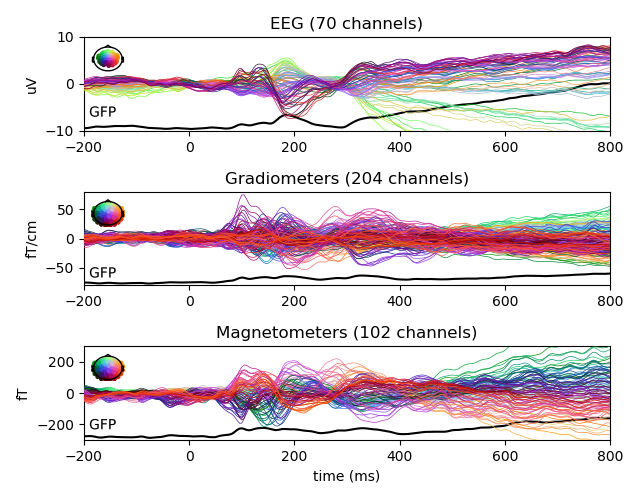 EEG (70 channels)
10
0
−10
uV
GFP
−200 0 200 400 600 800
Gradiometers (204 channels)
50
0
−50
fT/cm
GFP
−200 0 200 400 600 800
Magnetometers (102 channels)
200
0
−200
fT
GFP
−200 0 200 400 600 800
time (ms)